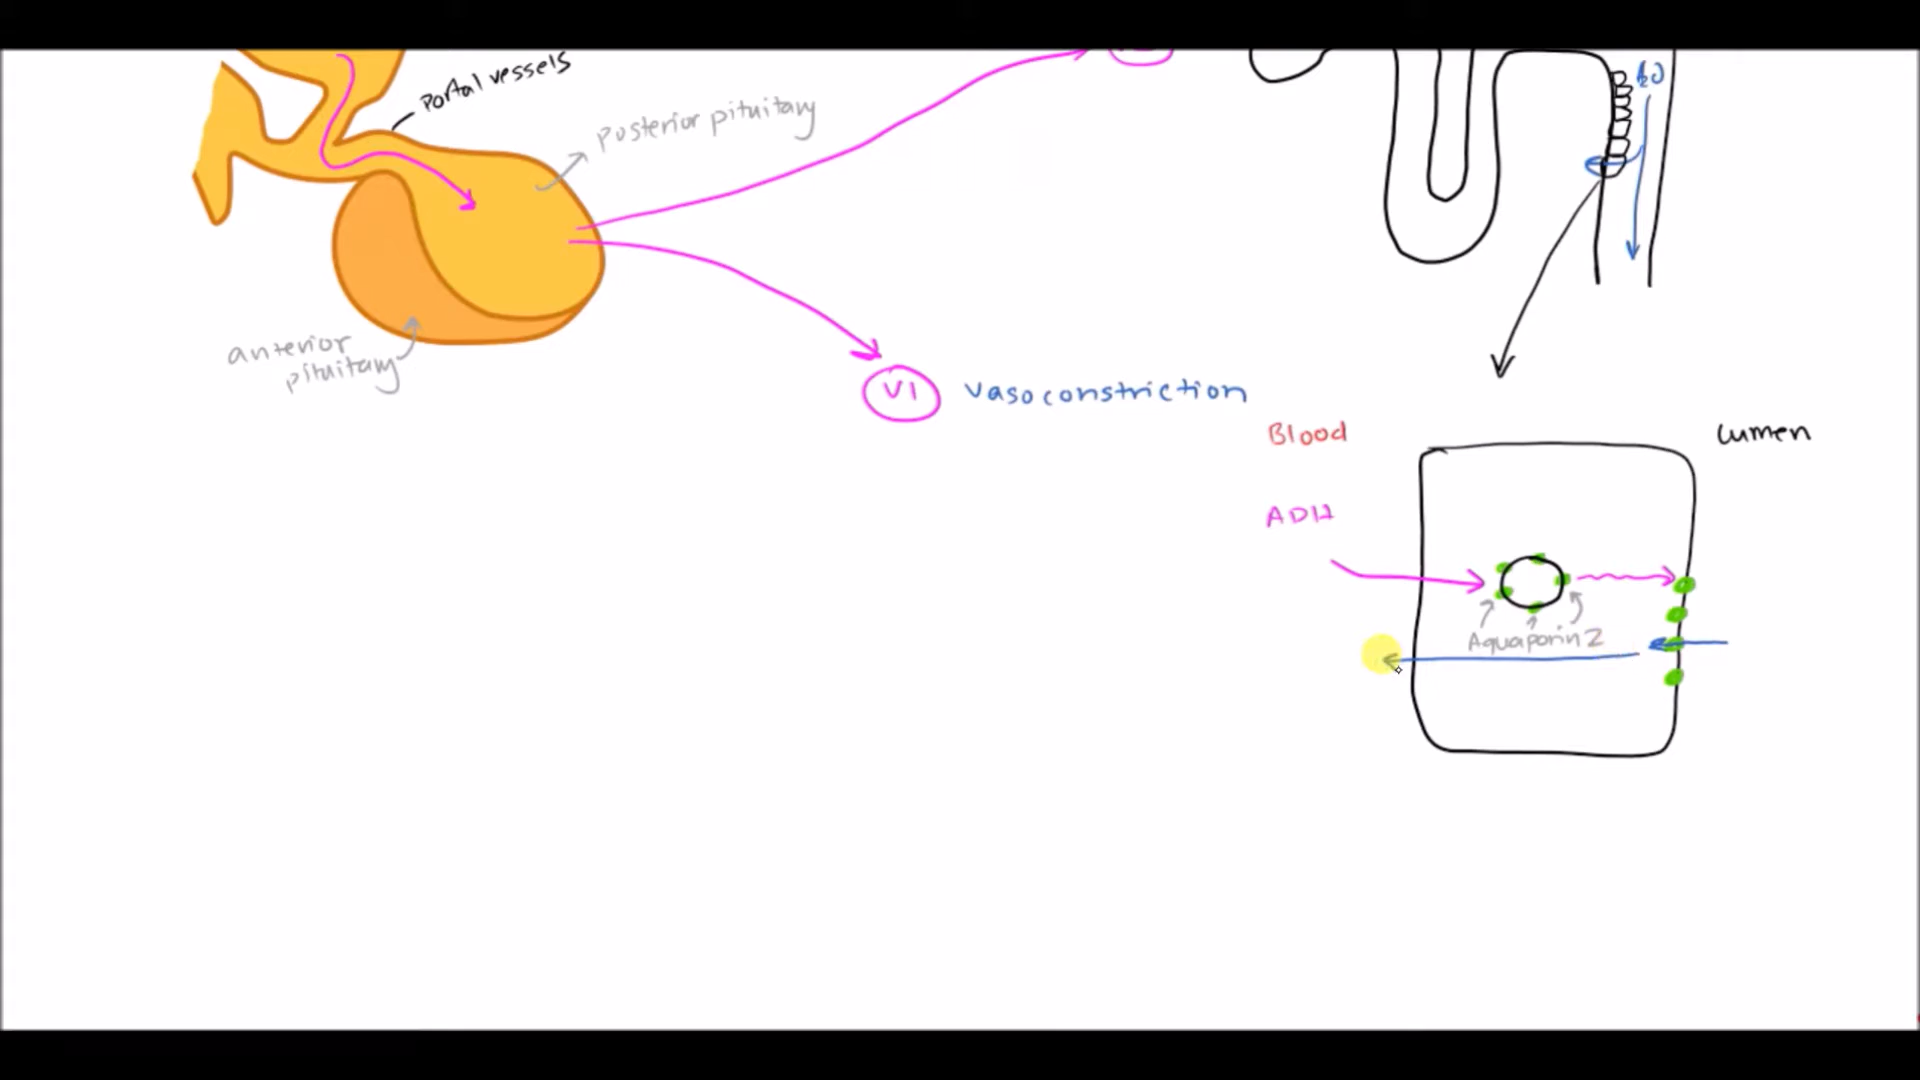 portal vessels
posterior pituitary
anterior
pituitary
V1 vasoconstriction
Blood
Lumen
ADH
Aquaporin 2